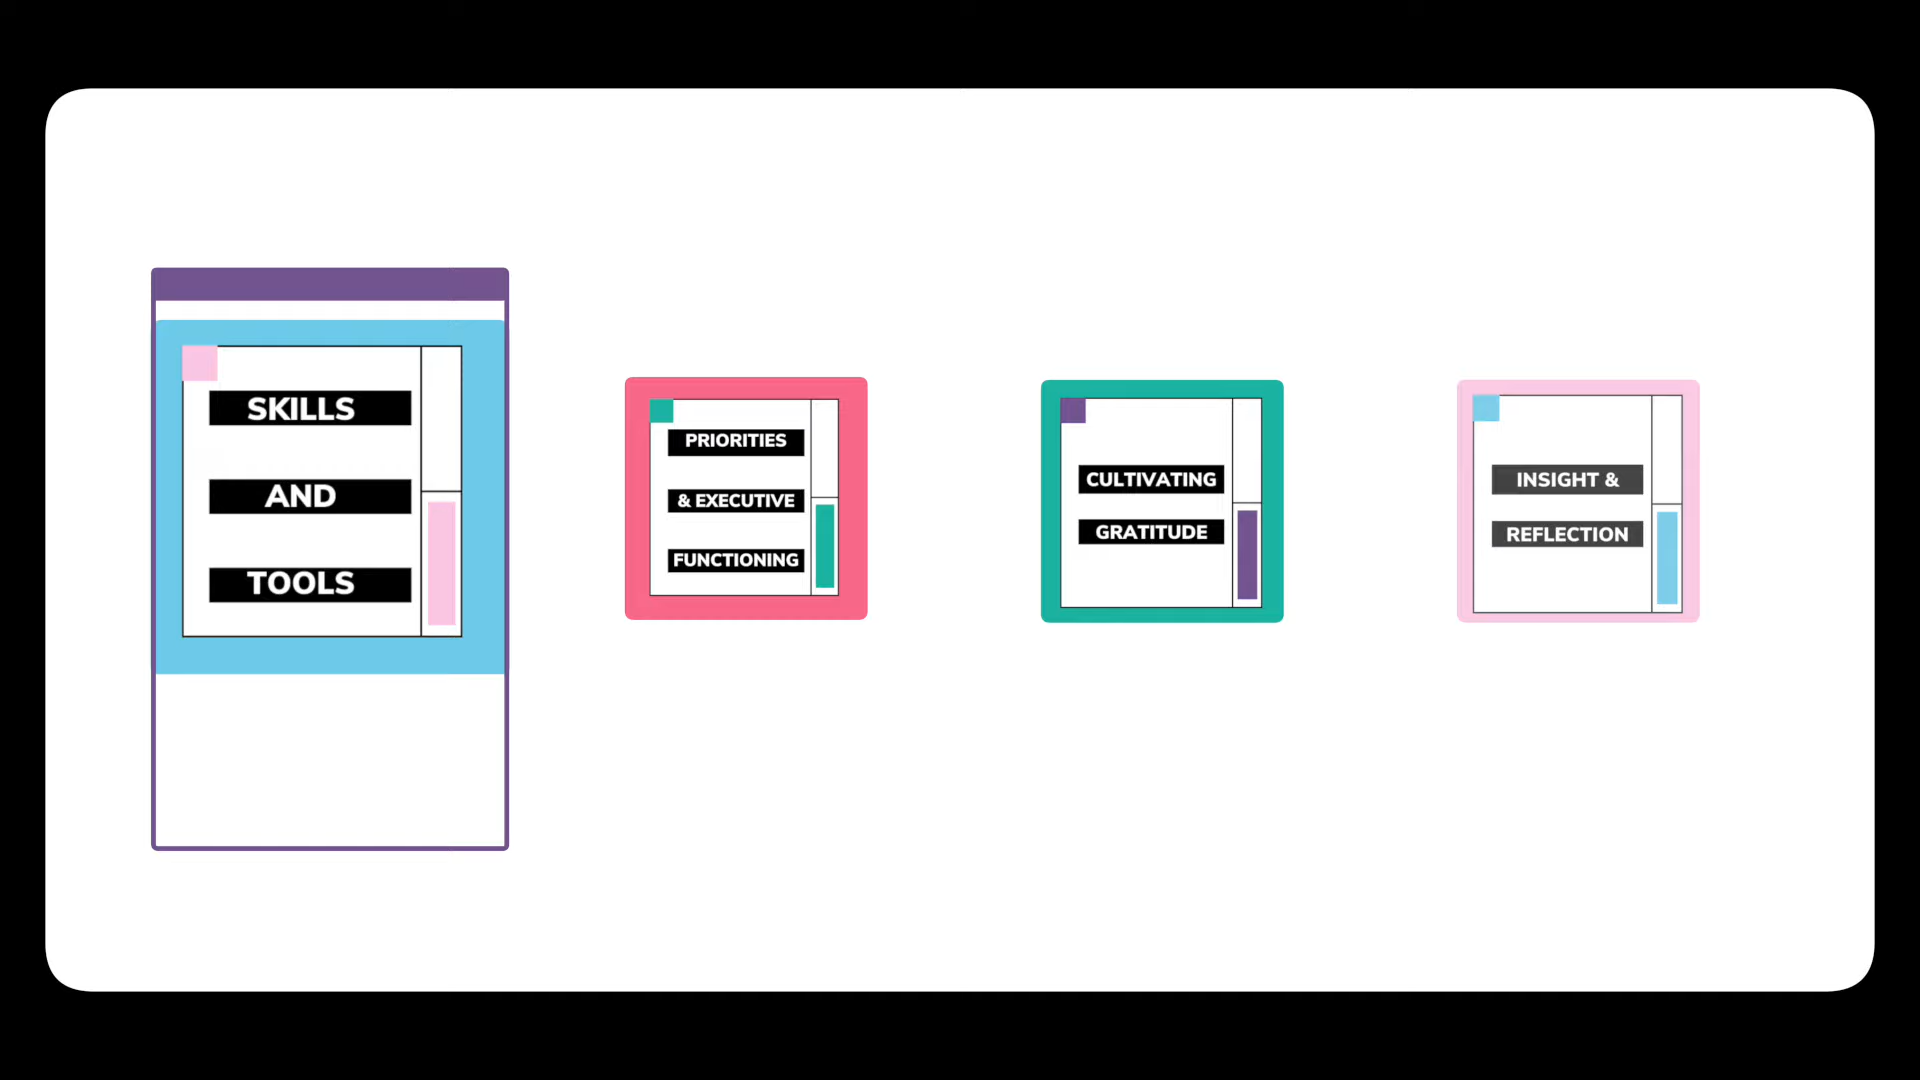 SKILLS
AND
TOOLS
PRIORITIES
& EXECUTIVE
FUNCTIONING
CULTIVATING
GRATITUDE
INSIGHT &
REFLECTION